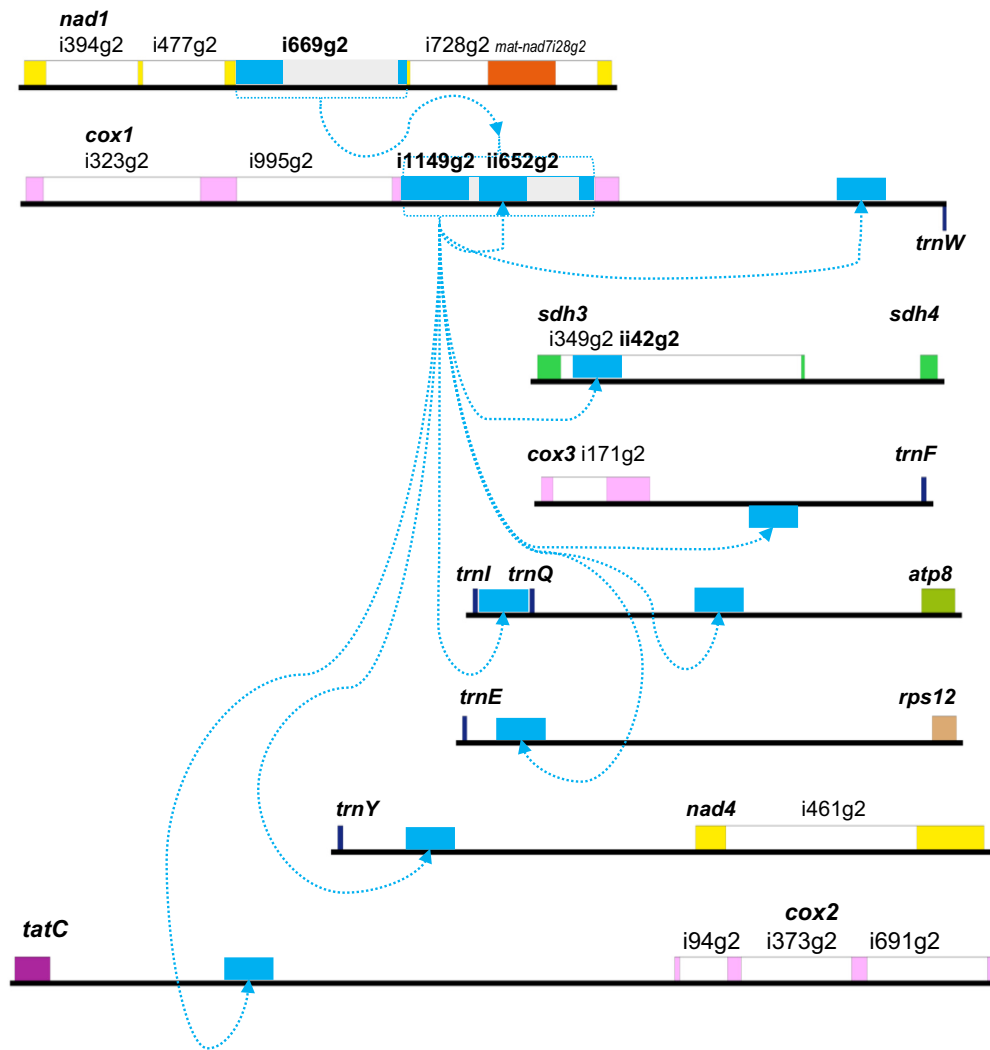 nad1
i394g2 i477g2 i669g2 i728g2 mat-nad7i28g2
cox1
i323g2 i995g2 i1149g2 ii652g2
trnW
sdh3 sdh4
i349g2 ii42g2
cox3 i171g2 trnF
trnI trnQ atp8
trnE rps12
trnY nad4 i461g2
tatC cox2
i94g2 i373g2 i691g2